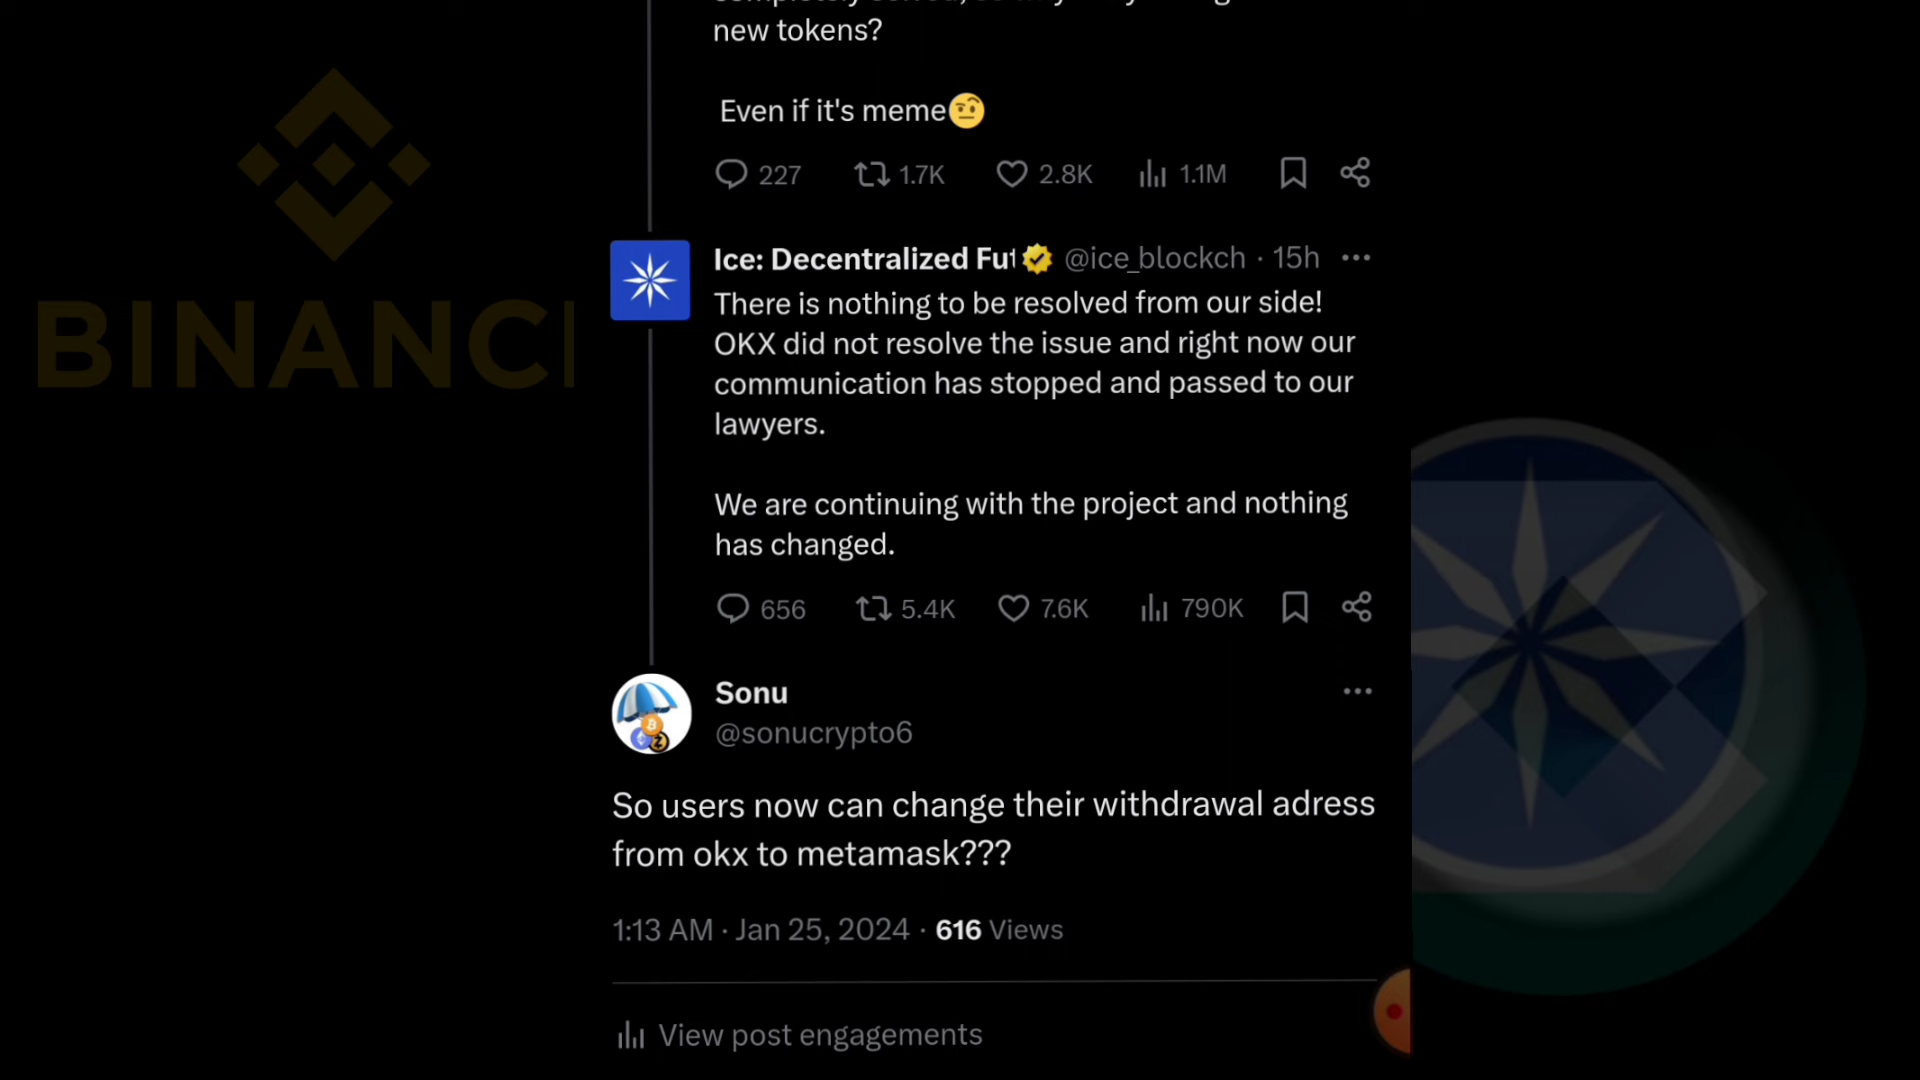 new tokens?
Even if it's meme🤨
227 1.7K 2.8K 1.1M
BINANC
Ice: Decentralized Fut @ice_blockch · 15h
There is nothing to be resolved from our side!
OKX did not resolve the issue and right now our
communication has stopped and passed to our
lawyers.
We are continuing with the project and nothing
has changed.
656 5.4K 7.6K 790K
Sonu
@sonucrypto6
So users now can change their withdrawal adress
from okx to metamask???
1:13 AM · Jan 25, 2024 · 616 Views
View post engagements